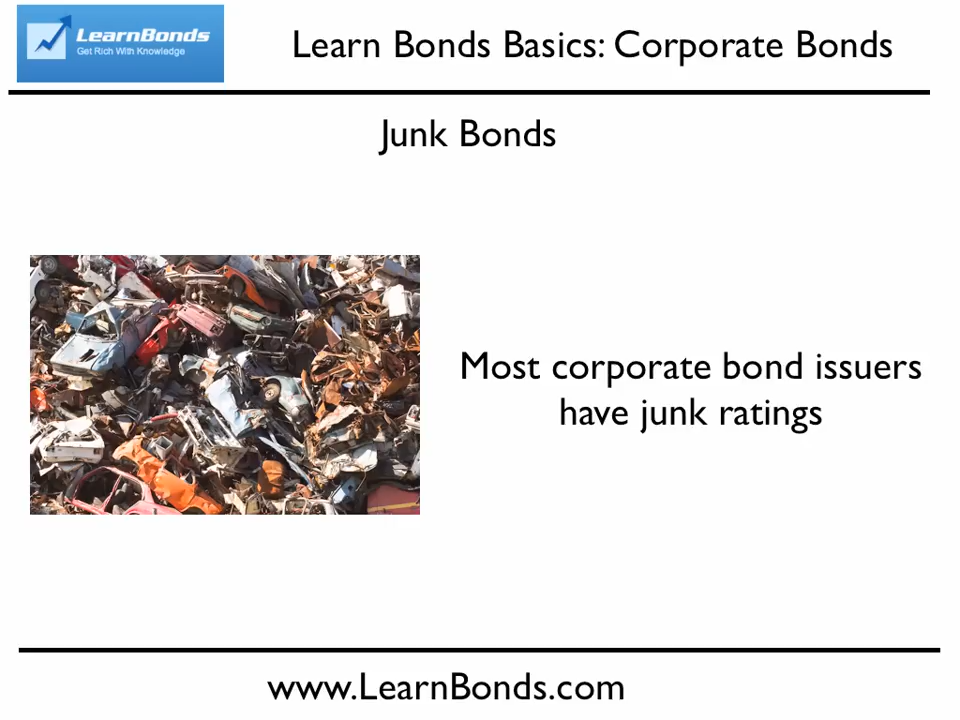 LearnBonds
Get Rich With Knowledge
Learn Bonds Basics: Corporate Bonds
Junk Bonds
Most corporate bond issuers
have junk ratings
www.LearnBonds.com